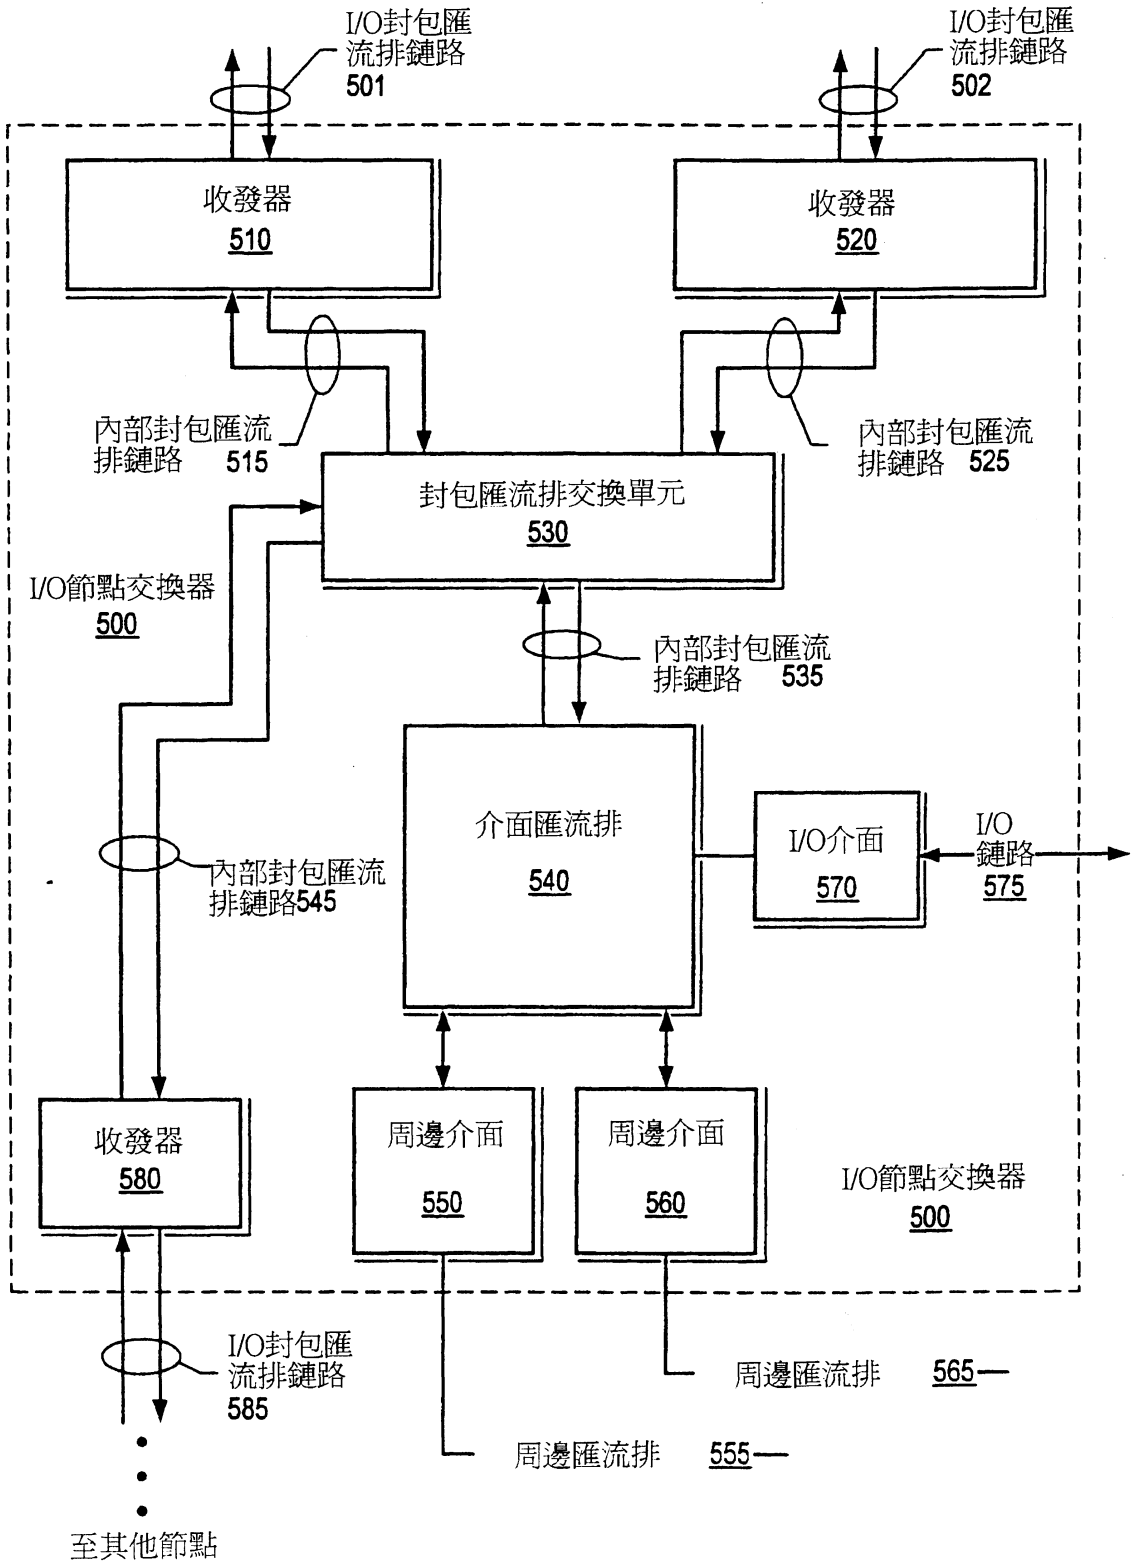 I/O封包匯
流排鏈路
501
I/O封包匯
流排鏈路
502
收發器
510
收發器
520
內部封包匯流
排鏈路 515
內部封包匯流
排鏈路 525
封包匯流排交換單元
530
I/O節點交換器
500
內部封包匯流
排鏈路 535
介面匯流排
540
I/O介面
570
I/O
鏈路
575
內部封包匯流
排鏈路545
收發器
580
周邊介面
550
周邊介面
560
I/O節點交換器
500
I/O封包匯
流排鏈路
585
周邊匯流排 565
周邊匯流排 555
至其他節點